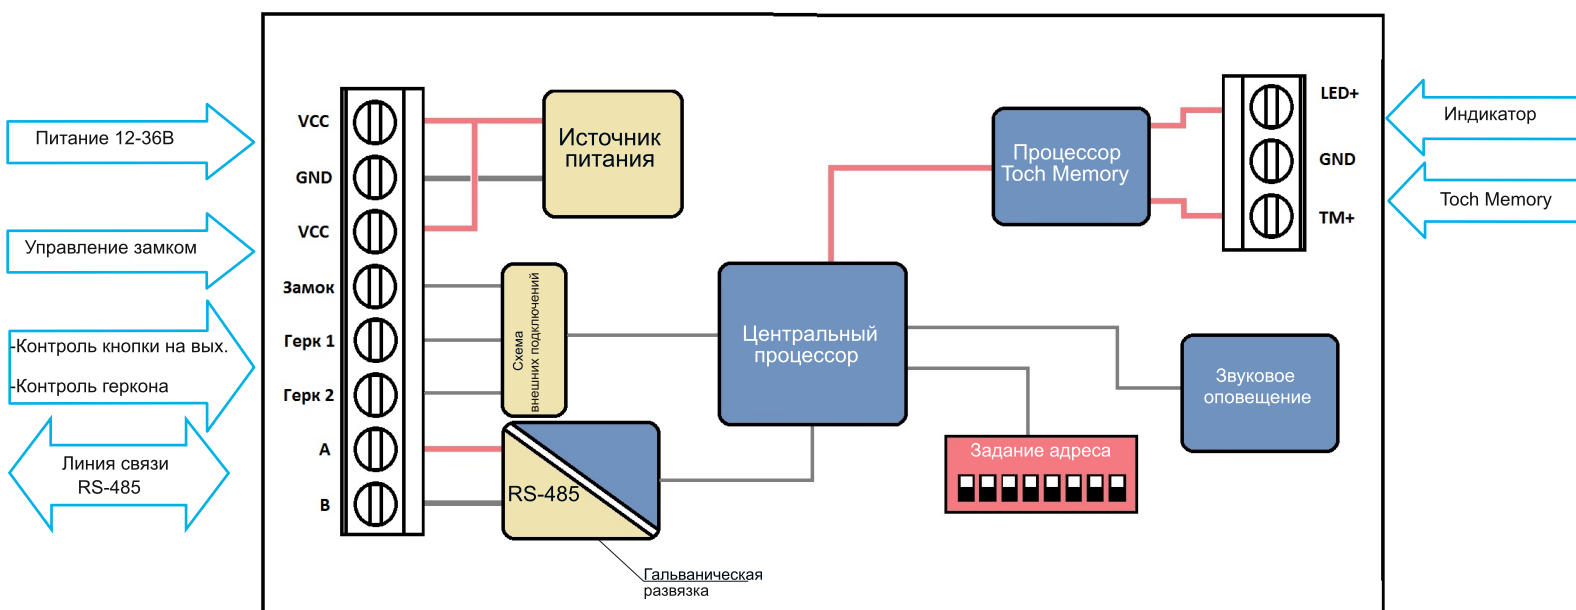 Питание 12-36В
Управление замком
-Контроль кнопки на вых.
-Контроль геркона
Линия связи
RS-485
VCC
GND
VCC
Замок
Герк 1
Герк 2
A
B
Источник
питания
Схема
внешних подключений
RS-485
Гальваническая
развязка
Центральный
процессор
Процессор
Toch Memory
Задание адреса
Звуковое
оповещение
LED+
GND
TM+
Индикатор
Toch Memory